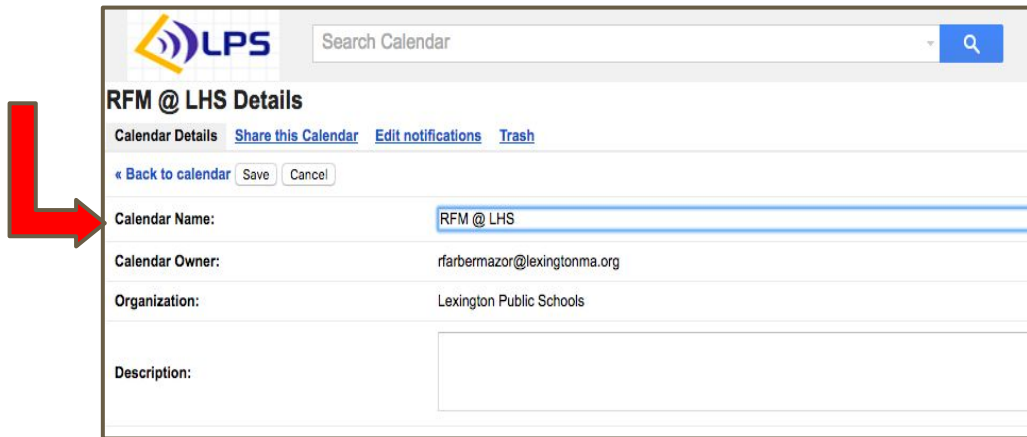 LPS
Search Calendar
RFM @ LHS Details
Calendar Details Share this Calendar Edit notifications Trash
« Back to calendar Save Cancel
Calendar Name: RFM @ LHS
Calendar Owner: rfarbermazor@lexingtonma.org
Organization: Lexington Public Schools
Description: